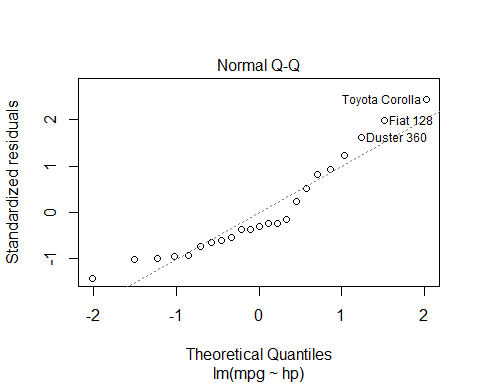 Normal Q-Q
Standardized residuals
2
1
0
-1
Toyota Corolla
Fiat 128
Duster 360
-2 -1 0 1 2
Theoretical Quantiles
lm(mpg ~ hp)